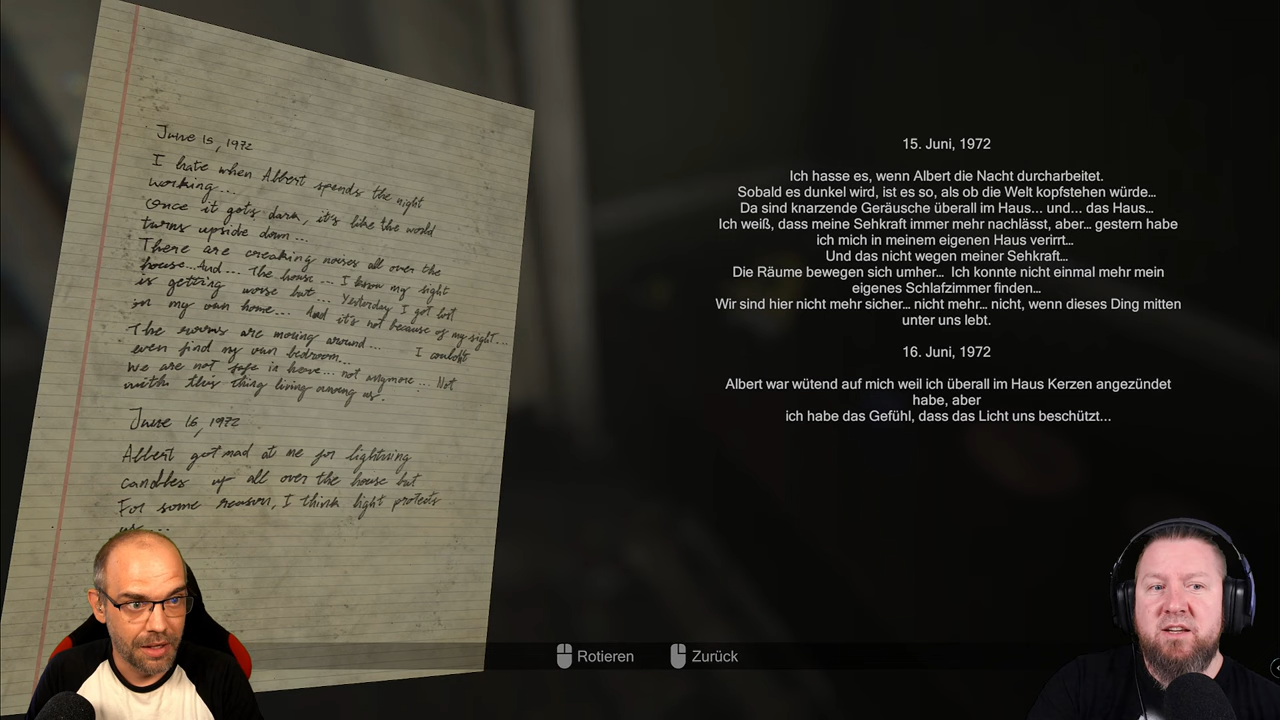 June 15, 1972
I hate when Albert spends the night
working...
Once it gets dark, it's like the world
turns upside down...
There are creaking noises all over the
house...And... The house... I know my sight
is getting worse but... Yesterday I got lost
in my own home... And it's not because of my sight...
The rooms are moving around... I couldn't
even find my own bedroom...
We are not safe in here... not anymore... Not
with this thing living among us.
June 16, 1972
Albert got mad at me for lightning
candles up all over the house but
For some reason, I think light protects
us...
15. Juni, 1972
Ich hasse es, wenn Albert die Nacht durcharbeitet.
Sobald es dunkel wird, ist es so, als ob die Welt kopfstehen würde...
Da sind knarzende Geräusche überall im Haus... und... das Haus...
Ich weiß, dass meine Sehkraft immer mehr nachlässt, aber... gestern habe
ich mich in meinem eigenen Haus verirrt...
Und das nicht wegen meiner Sehkraft...
Die Räume bewegen sich umher... Ich konnte nicht einmal mehr mein
eigenes Schlafzimmer finden...
Wir sind hier nicht mehr sicher... nicht mehr... nicht, wenn dieses Ding mitten
unter uns lebt.
16. Juni, 1972
Albert war wütend auf mich weil ich überall im Haus Kerzen angezündet
habe, aber
ich habe das Gefühl, dass das Licht uns beschützt...
Rotieren
Zurück